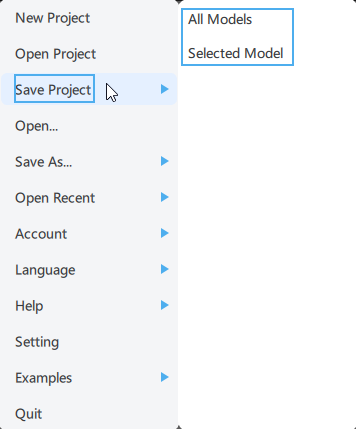 New Project
Open Project
Save Project
Open...
Save As...
Open Recent
Account
Language
Help
Setting
Examples
Quit
All Models
Selected Model